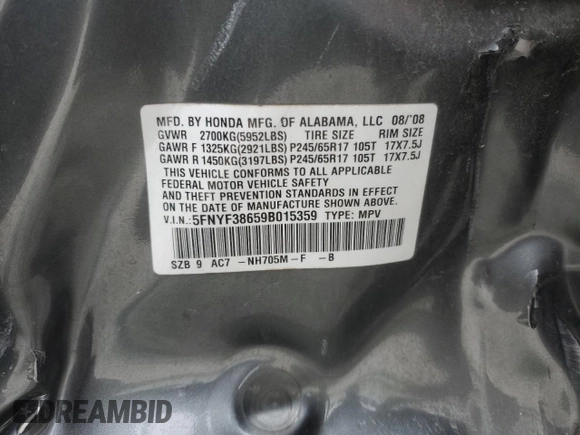 MFD. BY HONDA MFG. OF ALABAMA, LLC 08/'08
GVWR 2700KG(5952LBS) TIRE SIZE RIM SIZE
GAWR F 1325KG(2921LBS) P245/65R17 105T 17X7.5J
GAWR R 1450KG(3197LBS) P245/65R17 105T 17X7.5J
THIS VEHICLE CONFORMS TO ALL APPLICABLE
FEDERAL MOTOR VEHICLE SAFETY
AND THEFT PREVENTION STANDARDS IN EFFECT
ON THE DATE OF MANUFACTURE SHOWN ABOVE.
V.I.N.:5FNYF38659B015359 TYPE: MPV
SZB 9 AC7 -NH705M-F -B
DREAMBID